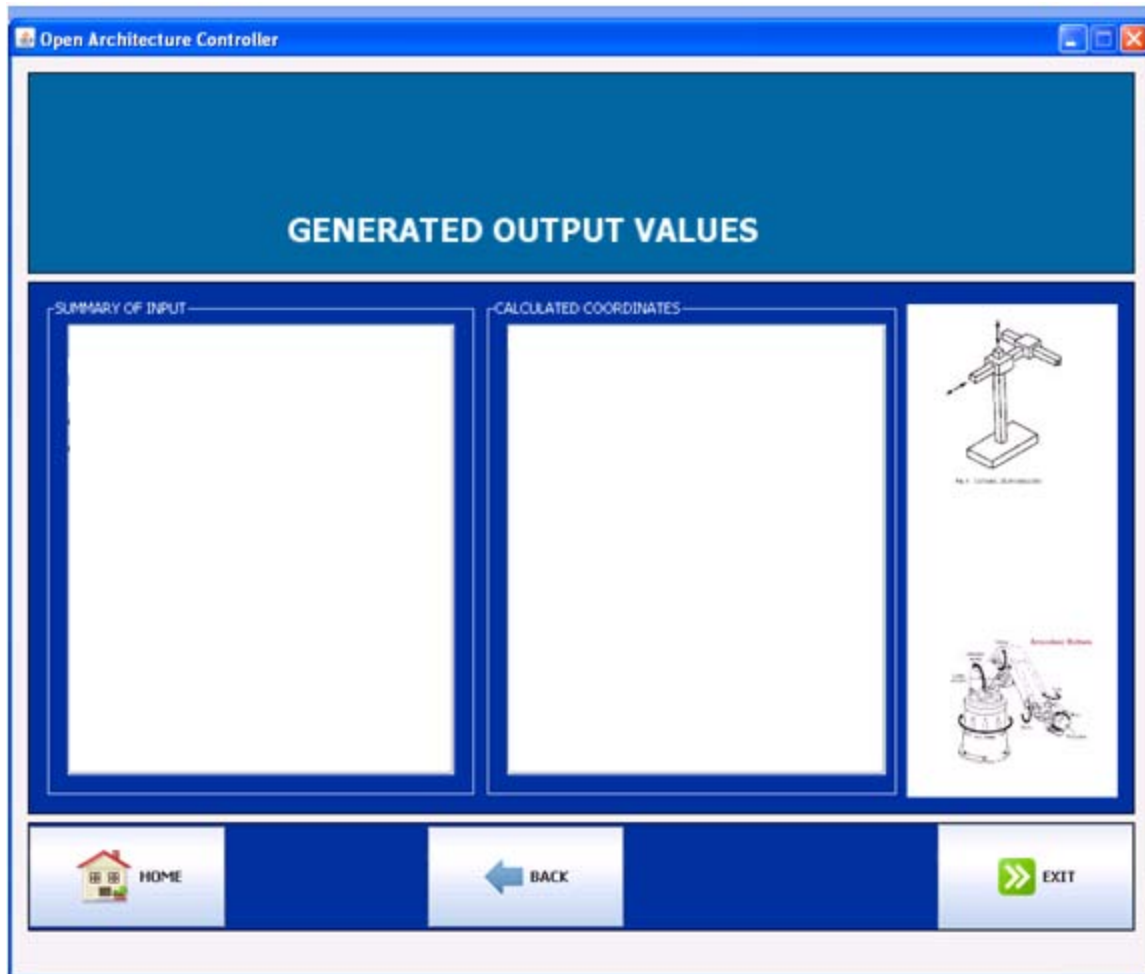 Open Architecture Controller
GENERATED OUTPUT VALUES
SUMMARY OF INPUT
CALCULATED COORDINATES
HOME
BACK
EXIT